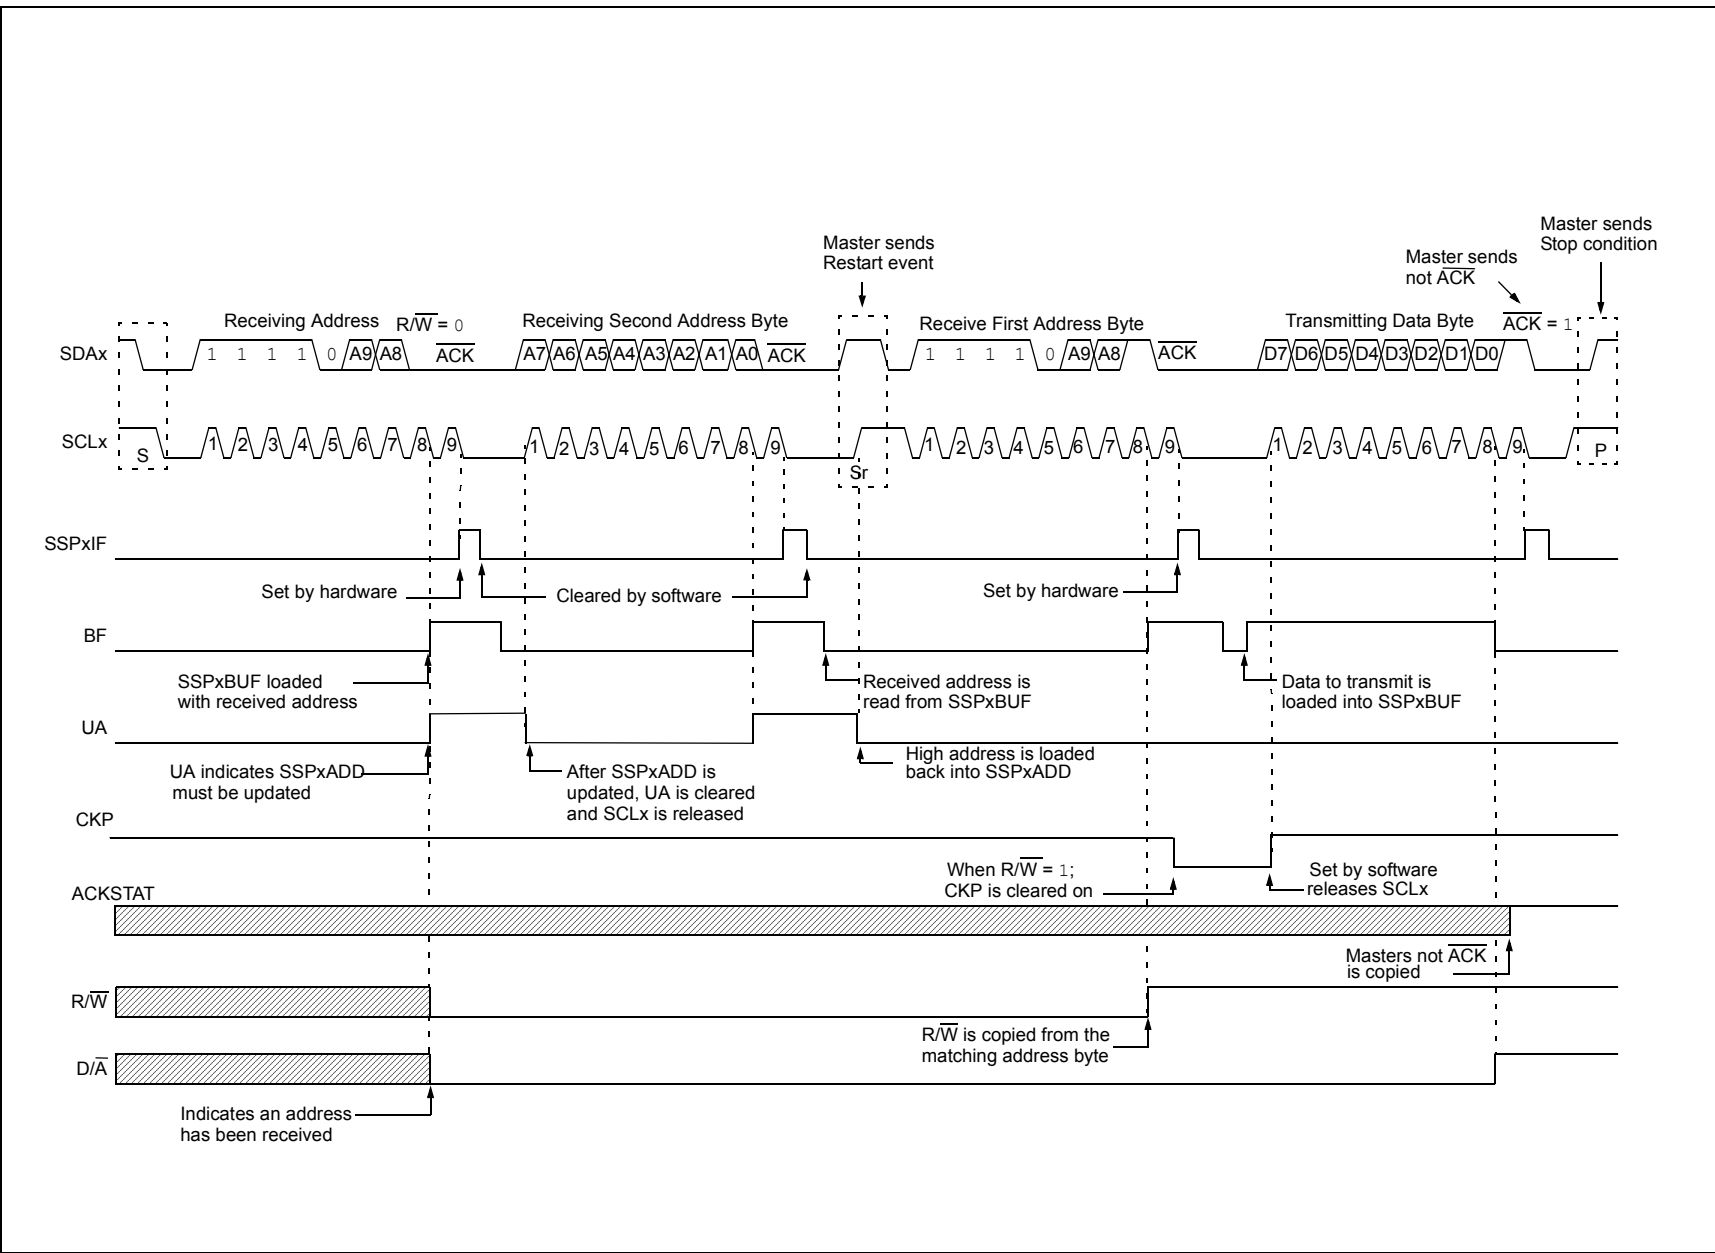 Master sends
Stop condition
Master sends
Restart event
Master sends
not A̅C̅K̅
Receiving Address R/W̅ = 0
Receiving Second Address Byte
Receive First Address Byte
Transmitting Data Byte
A̅C̅K̅ = 1
SDAx
1 1 1 1 0 A9 A8 A̅C̅K̅ A7 A6 A5 A4 A3 A2 A1 A0 A̅C̅K̅ 1 1 1 1 0 A9 A8 A̅C̅K̅ D7 D6 D5 D4 D3 D2 D1 D0
SCLx
S 1 2 3 4 5 6 7 8 9 1 2 3 4 5 6 7 8 9 Sr 1 2 3 4 5 6 7 8 9 1 2 3 4 5 6 7 8 9 P
SSPxIF
Set by hardware
Cleared by software
Set by hardware
BF
SSPxBUF loaded
with received address
Received address is
read from SSPxBUF
Data to transmit is
loaded into SSPxBUF
UA
UA indicates SSPxADD
must be updated
After SSPxADD is
updated, UA is cleared
and SCLx is released
High address is loaded
back into SSPxADD
CKP
When R/W̅ = 1;
CKP is cleared on
Set by software
releases SCLx
ACKSTAT
Masters not A̅C̅K̅
is copied
R/W̅
R/W̅ is copied from the
matching address byte
D/A̅
Indicates an address
has been received